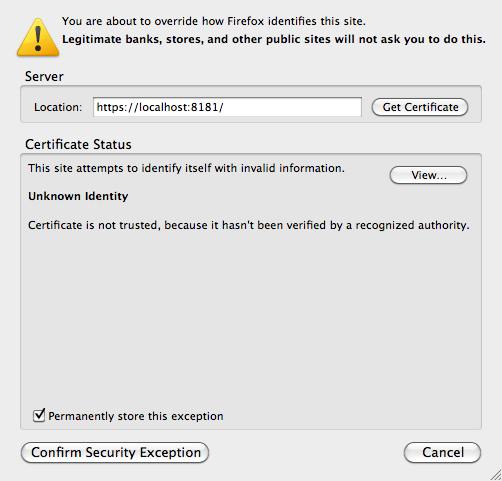 You are about to override how Firefox identifies this site.
Legitimate banks, stores, and other public sites will not ask you to do this.
Server
Location: https://localhost:8181/ Get Certificate
Certificate Status
This site attempts to identify itself with invalid information.
View...
Unknown Identity
Certificate is not trusted, because it hasn't been verified by a recognized authority.
Permanently store this exception
Confirm Security Exception Cancel